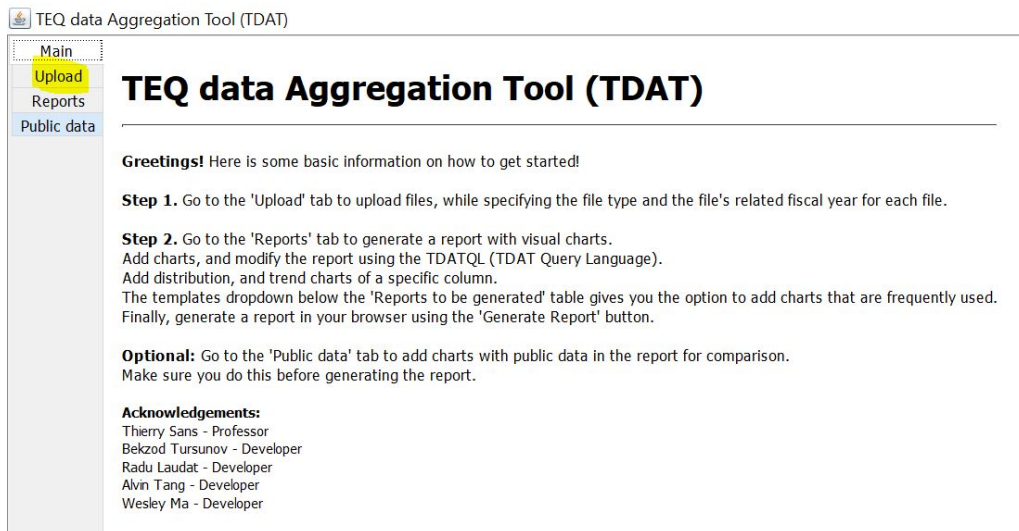 TEQ data Aggregation Tool (TDAT)
Main
Upload
Reports
Public data
TEQ data Aggregation Tool (TDAT)
Greetings! Here is some basic information on how to get started!
Step 1. Go to the 'Upload' tab to upload files, while specifying the file type and the file's related fiscal year for each file.
Step 2. Go to the 'Reports' tab to generate a report with visual charts.
Add charts, and modify the report using the TDATQL (TDAT Query Language).
Add distribution, and trend charts of a specific column.
The templates dropdown below the 'Reports to be generated' table gives you the option to add charts that are frequently used.
Finally, generate a report in your browser using the 'Generate Report' button.
Optional: Go to the 'Public data' tab to add charts with public data in the report for comparison.
Make sure you do this before generating the report.
Acknowledgements:
Thierry Sans - Professor
Bekzod Tursunov - Developer
Radu Laudat - Developer
Alvin Tang - Developer
Wesley Ma - Developer